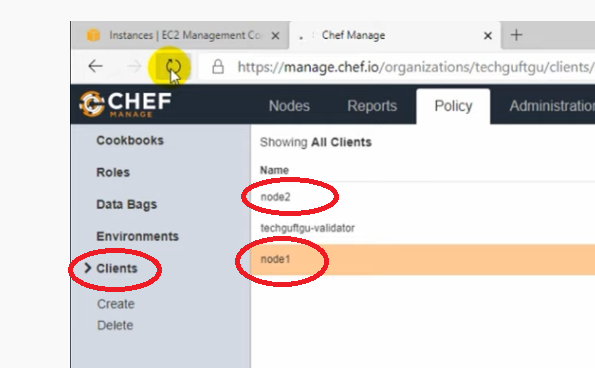 Instances | EC2 Management Co
Chef Manage
https://manage.chef.io/organizations/techguftgu/clients/
CHEF
MANAGE
Nodes Reports Policy Administration
Cookbooks
Roles
Data Bags
Environments
Clients
Create
Delete
Showing All Clients
Name
node2
techguftgu-validator
node1